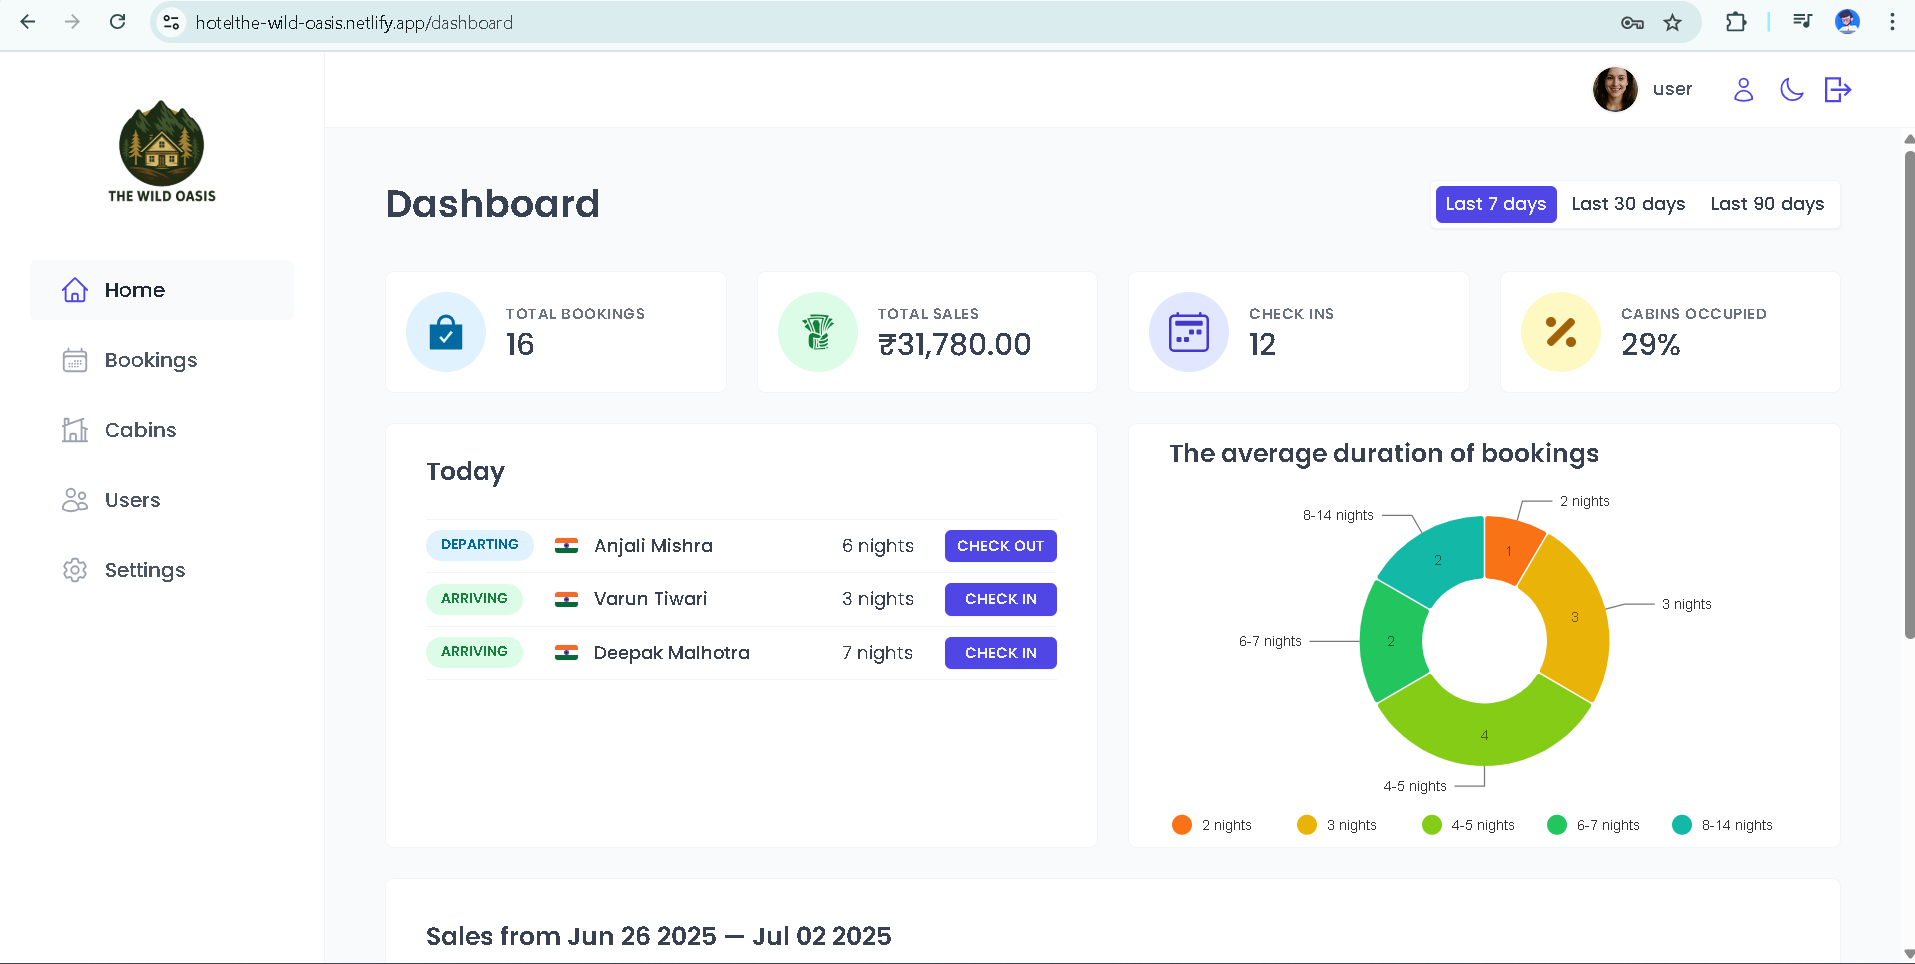 hotelthe-wild-oasis.netlify.app/dashboard
user
THE WILD OASIS
Home
Bookings
Cabins
Users
Settings
Dashboard
Last 7 days Last 30 days Last 90 days
TOTAL BOOKINGS
16
TOTAL SALES
₹31,780.00
CHECK INS
12
CABINS OCCUPIED
29%
Today
DEPARTING Anjali Mishra 6 nights CHECK OUT
ARRIVING Varun Tiwari 3 nights CHECK IN
ARRIVING Deepak Malhotra 7 nights CHECK IN
The average duration of bookings
2 nights
8-14 nights
1
2
3 nights
3
6-7 nights
2
4
4-5 nights
2 nights 3 nights 4-5 nights 6-7 nights 8-14 nights
Sales from Jun 26 2025 — Jul 02 2025